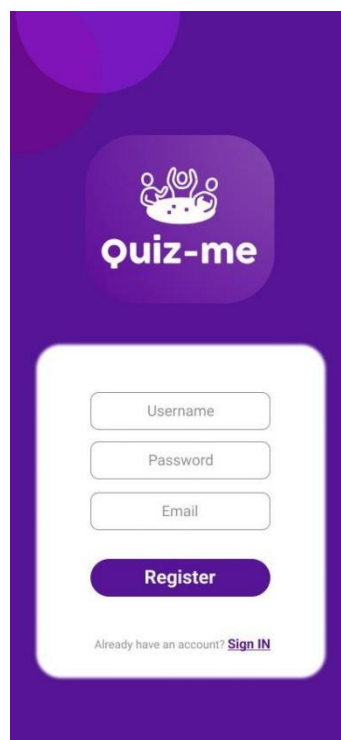 Quiz-me
Username
Password
Email
Register
Already have an account? Sign IN